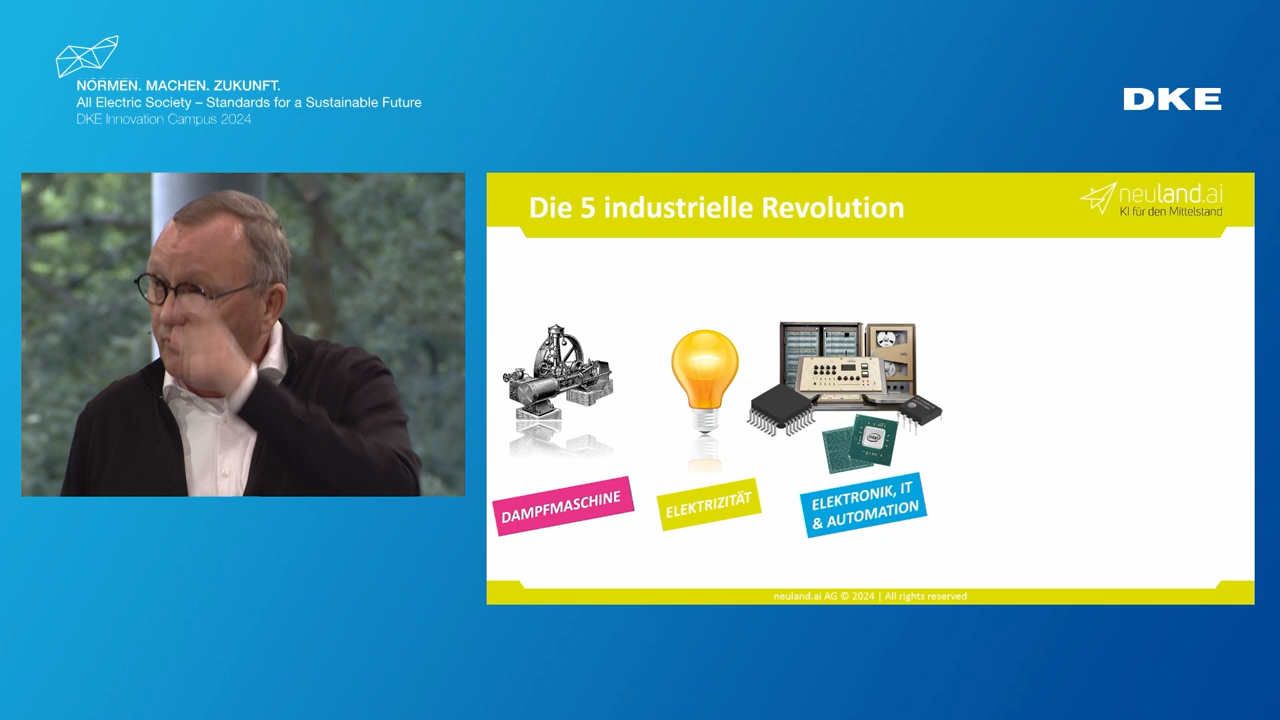 NORMEN. MACHEN. ZUKUNFT.
All Electric Society – Standards for a Sustainable Future
DKE Innovation Campus 2024
DKE
Die 5 industrielle Revolution
neuland.ai
KI für den Mittelstand
DAMPFMASCHINE
ELEKTRIZITÄT
ELEKTRONIK, IT
& AUTOMATION
intel
neuland.ai AG © 2024 | All rights reserved